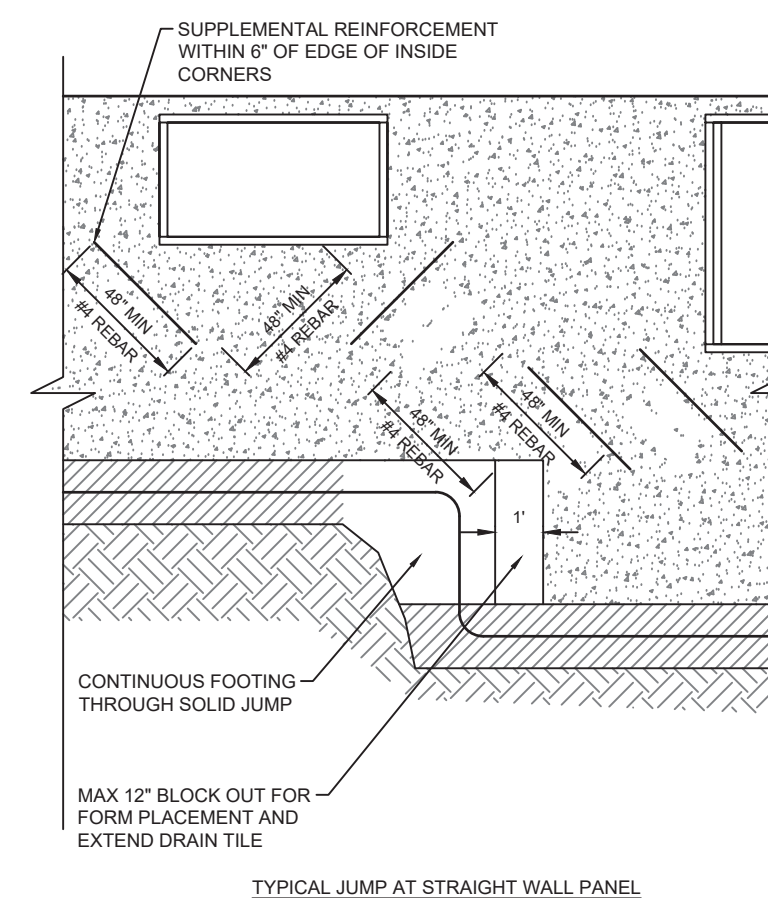 SUPPLEMENTAL REINFORCEMENT
WITHIN 6" OF EDGE OF INSIDE
CORNERS
48" MIN
#4 REBAR
48" MIN
#4 REBAR
48" MIN
#4 REBAR
48" MIN
#4 REBAR
1'
CONTINUOUS FOOTING
THROUGH SOLID JUMP
MAX 12" BLOCK OUT FOR
FORM PLACEMENT AND
EXTEND DRAIN TILE
TYPICAL JUMP AT STRAIGHT WALL PANEL